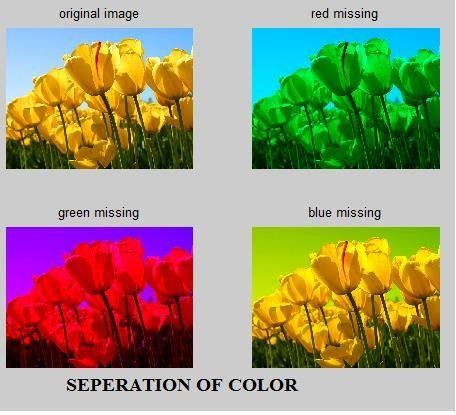 original image
red missing
green missing
blue missing
SEPERATION OF COLOR